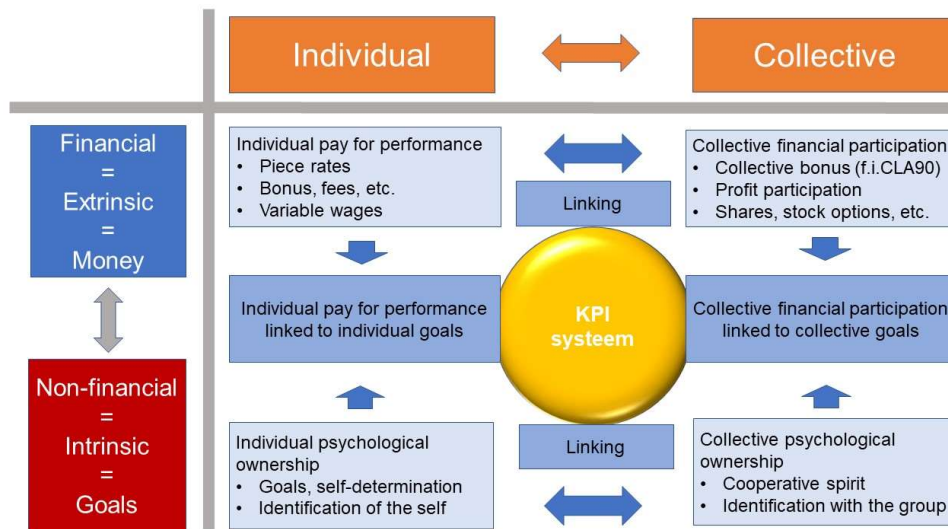 Individual
Collective
Financial
=
Extrinsic
=
Money
Individual pay for performance
• Piece rates
• Bonus, fees, etc.
• Variable wages
Linking
Collective financial participation
• Collective bonus (f.i.CLA90)
• Profit participation
• Shares, stock options, etc.
Individual pay for performance
linked to individual goals
KPI
systeem
Collective financial participation
linked to collective goals
Non-financial
=
Intrinsic
=
Goals
Individual psychological
ownership
• Goals, self-determination
• Identification of the self
Linking
Collective psychological
ownership
• Cooperative spirit
• Identification with the group